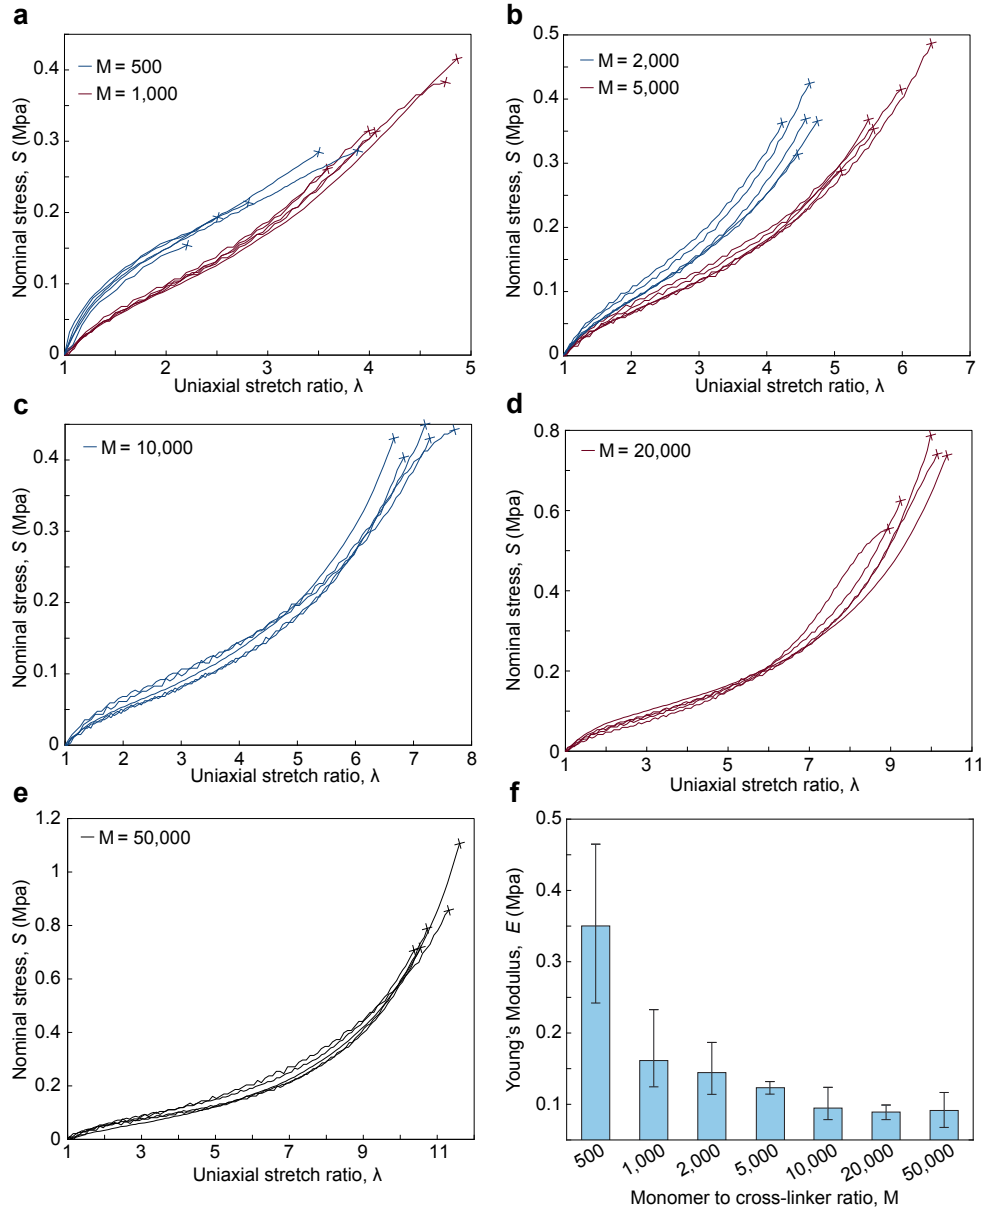 a
M = 500
M = 1,000
Nominal stress, S (Mpa)
0.4
0.3
0.2
0.1
0
1
2
3
4
5
Uniaxial stretch ratio, λ
b
M = 2,000
M = 5,000
Nominal stress, S (Mpa)
0.5
0.4
0.3
0.2
0.1
0
1
2
3
4
5
6
7
Uniaxial stretch ratio, λ
c
M = 10,000
Nominal stress, S (Mpa)
0.4
0.3
0.2
0.1
0
1
2
3
4
5
6
7
8
Uniaxial stretch ratio, λ
d
M = 20,000
Nominal stress, S (Mpa)
0.8
0.6
0.4
0.2
0
1
3
5
7
9
11
Uniaxial stretch ratio, λ
e
M = 50,000
Nominal stress, S (Mpa)
1.2
1
0.8
0.6
0.4
0.2
0
1
3
5
7
9
11
Uniaxial stretch ratio, λ
f
Young's Modulus, E (Mpa)
0.5
0.4
0.3
0.2
0.1
500
1,000
2,000
5,000
10,000
20,000
50,000
Monomer to cross-linker ratio, M